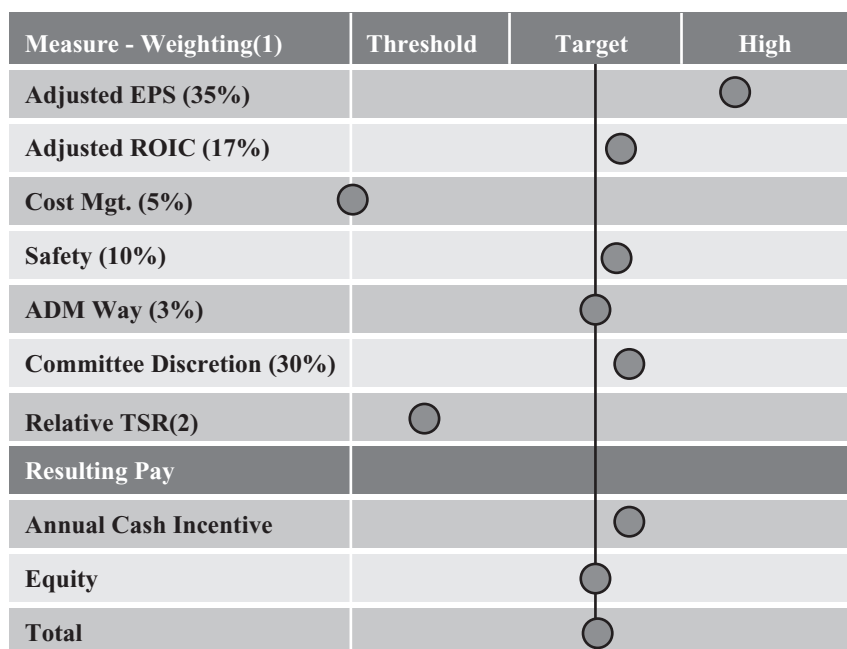 Measure - Weighting(1) Threshold Target High
Adjusted EPS (35%)
Adjusted ROIC (17%)
Cost Mgt. (5%)
Safety (10%)
ADM Way (3%)
Committee Discretion (30%)
Relative TSR(2)
Resulting Pay
Annual Cash Incentive
Equity
Total